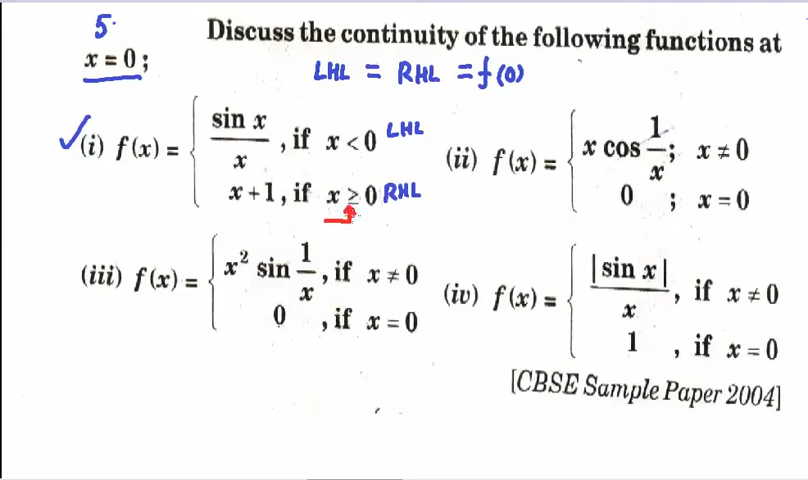 5.
Discuss the continuity of the following functions at
x = 0 ;
LHL = RHL = f(0)
✓(i) f(x) = { sin x / x , if x < 0 LHL
x + 1 , if x ≥ 0 RHL
(ii) f(x) = { x cos 1/x ; x ≠ 0
0 ; x = 0
(iii) f(x) = { x² sin 1/x , if x ≠ 0
0 , if x = 0
(iv) f(x) = { |sin x| / x , if x ≠ 0
1 , if x = 0
[CBSE Sample Paper 2004]